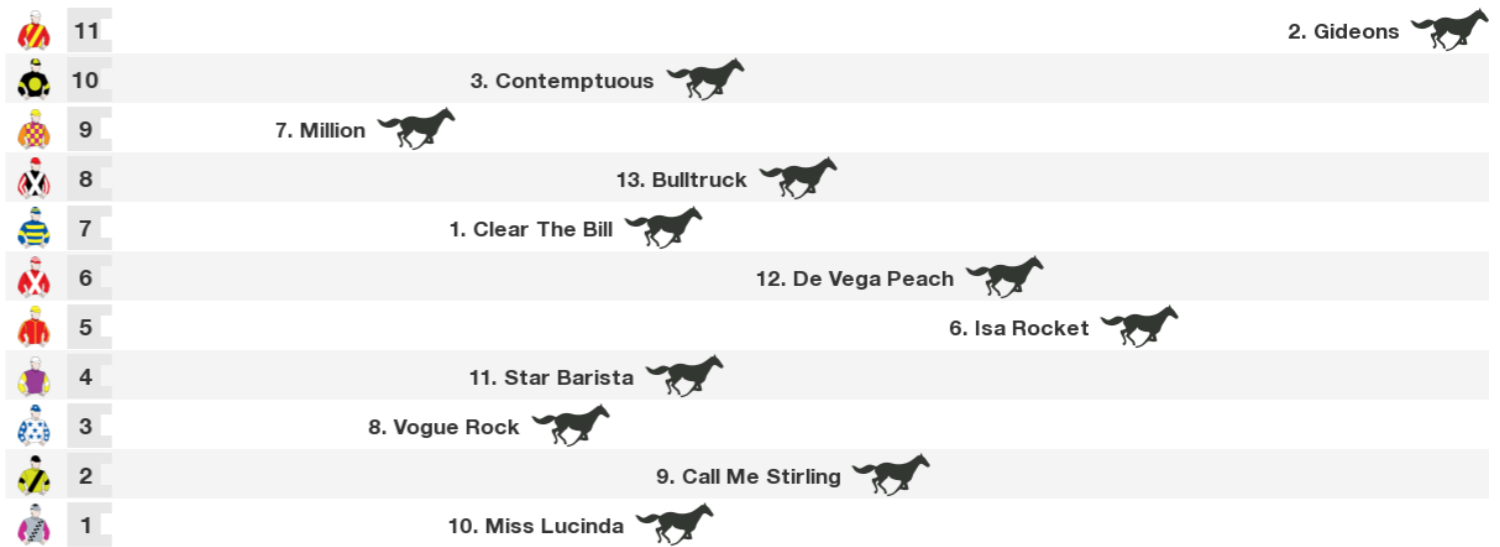 11 2. Gideons
10 3. Contemptuous
9 7. Million
8 13. Bulltruck
7 1. Clear The Bill
6 12. De Vega Peach
5 6. Isa Rocket
4 11. Star Barista
3 8. Vogue Rock
2 9. Call Me Stirling
1 10. Miss Lucinda